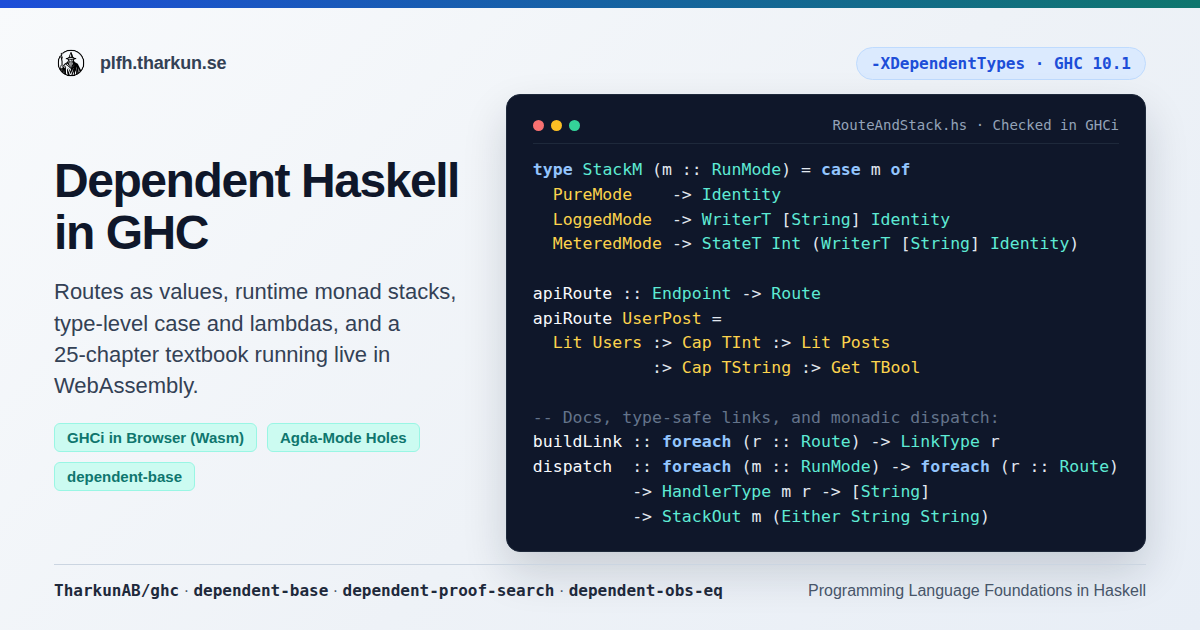 plfh.tharkun.se
-XDependentTypes · GHC 10.1
Dependent Haskell
in GHC
Routes as values, runtime monad stacks,
type-level case and lambdas, and a
25-chapter textbook running live in
WebAssembly.
GHCi in Browser (Wasm)
Agda-Mode Holes
dependent-base
RouteAndStack.hs · Checked in GHCi
type StackM (m :: RunMode) = case m of
  PureMode    -> Identity
  LoggedMode  -> WriterT [String] Identity
  MeteredMode -> StateT Int (WriterT [String] Identity)
apiRoute :: Endpoint -> Route
apiRoute UserPost =
  Lit Users :> Cap TInt :> Lit Posts
            :> Cap TString :> Get TBool
-- Docs, type-safe links, and monadic dispatch:
buildLink :: foreach (r :: Route) -> LinkType r
dispatch  :: foreach (m :: RunMode) -> foreach (r :: Route)
          -> HandlerType m r -> [String]
          -> StackOut m (Either String String)
TharkunAB/ghc · dependent-base · dependent-proof-search · dependent-obs-eq
Programming Language Foundations in Haskell